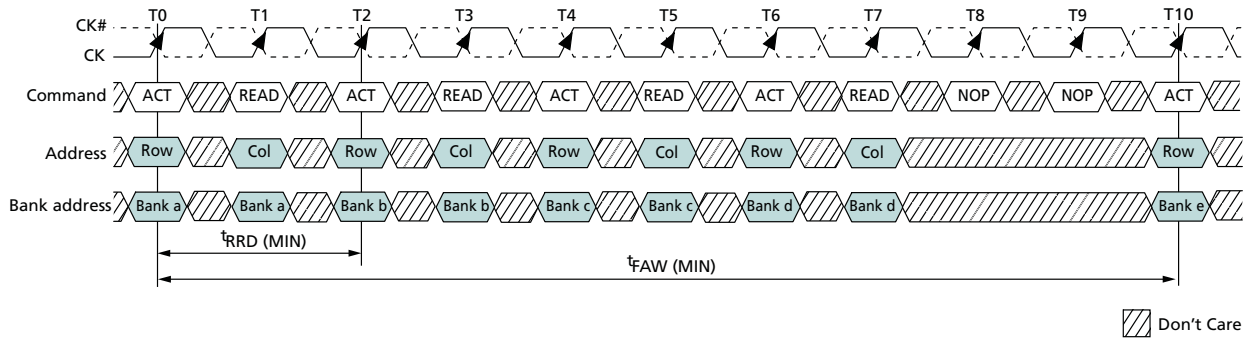 T0 T1 T2 T3 T4 T5 T6 T7 T8 T9 T10
CK#
CK
Command ACT READ ACT READ ACT READ ACT READ NOP NOP ACT
Address Row Col Row Col Row Col Row Col Row
Bank address Bank a Bank a Bank b Bank b Bank c Bank c Bank d Bank d Bank e
tRRD (MIN)
tFAW (MIN)
Don't Care